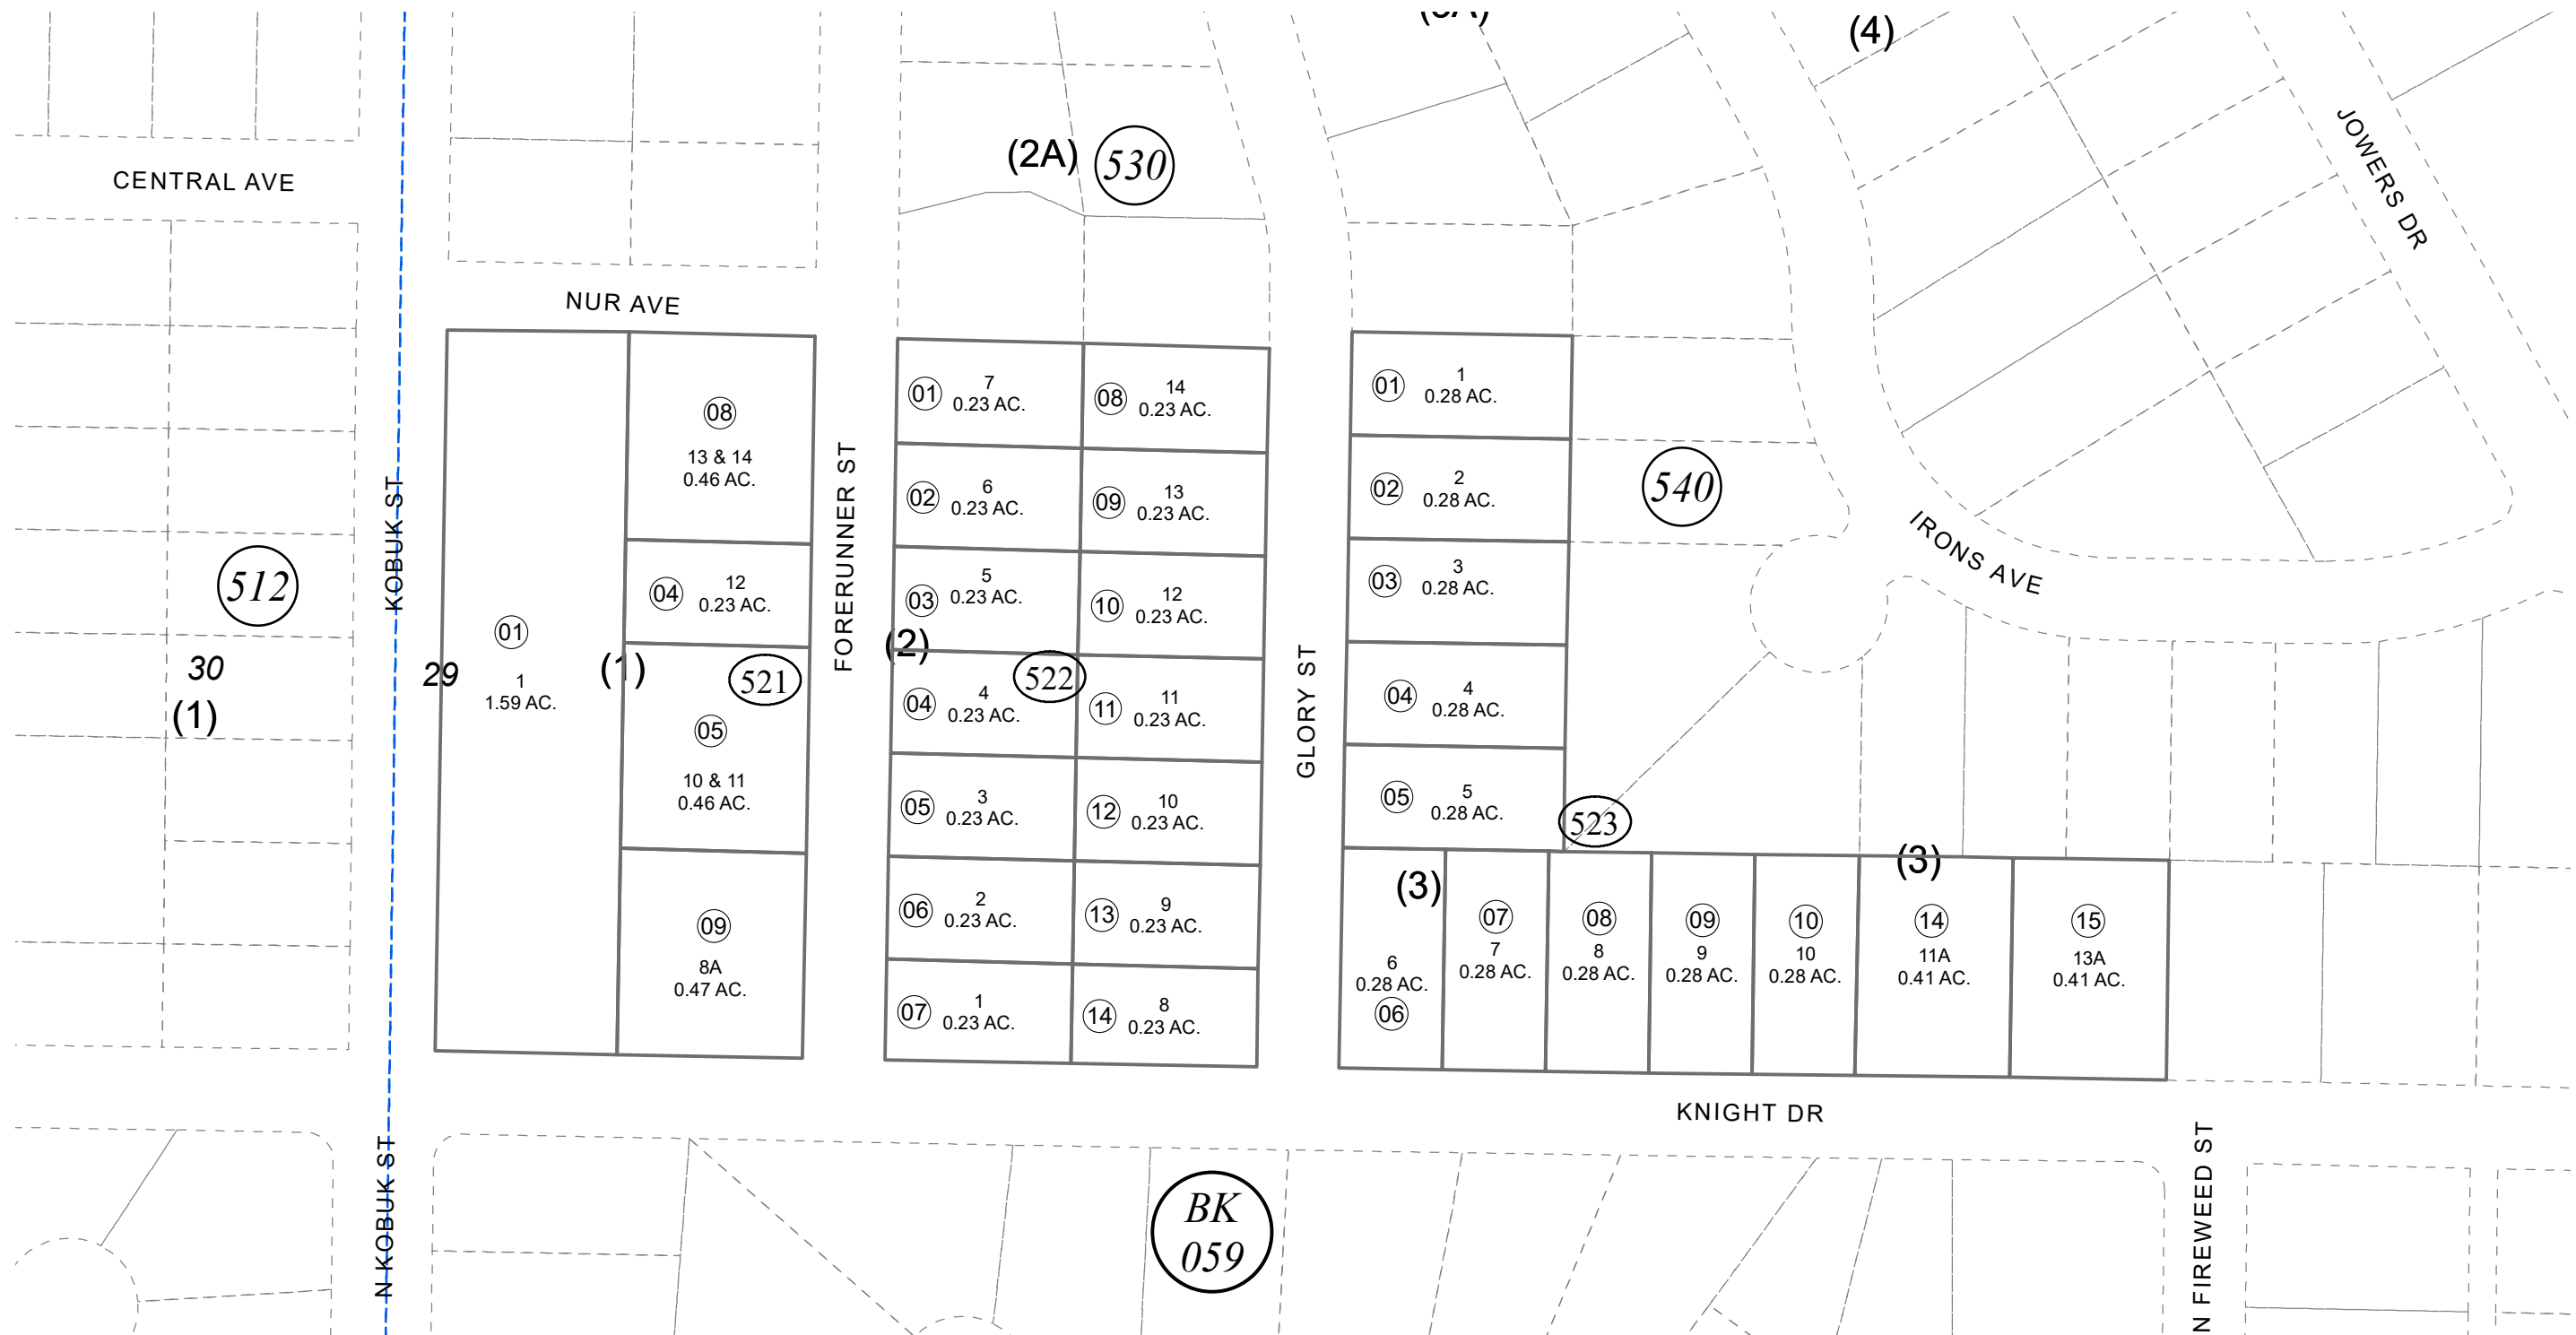 (4)
(2A)
530
CENTRAL AVE
JOWERS DR
NUR AVE
KOBUK ST
512
30
(1)
29
01
1
1.59 AC.
(1)
08
13 & 14
0.46 AC.
04
12
0.23 AC.
521
05
10 & 11
0.46 AC.
09
8A
0.47 AC.
FORERUNNER ST
(2)
522
01
7
0.23 AC.
02
6
0.23 AC.
03
5
0.23 AC.
04
4
0.23 AC.
05
3
0.23 AC.
06
2
0.23 AC.
07
1
0.23 AC.
08
14
0.23 AC.
09
13
0.23 AC.
10
12
0.23 AC.
11
11
0.23 AC.
12
10
0.23 AC.
13
9
0.23 AC.
14
8
0.23 AC.
GLORY ST
01
1
0.28 AC.
02
2
0.28 AC.
03
3
0.28 AC.
04
4
0.28 AC.
05
5
0.28 AC.
540
IRONS AVE
523
(3)
(3)
6
0.28 AC.
06
07
7
0.28 AC.
08
8
0.28 AC.
09
9
0.28 AC.
10
10
0.28 AC.
14
11A
0.41 AC.
15
13A
0.41 AC.
KNIGHT DR
N KOBUK ST
BK
059
N FIREWEED ST